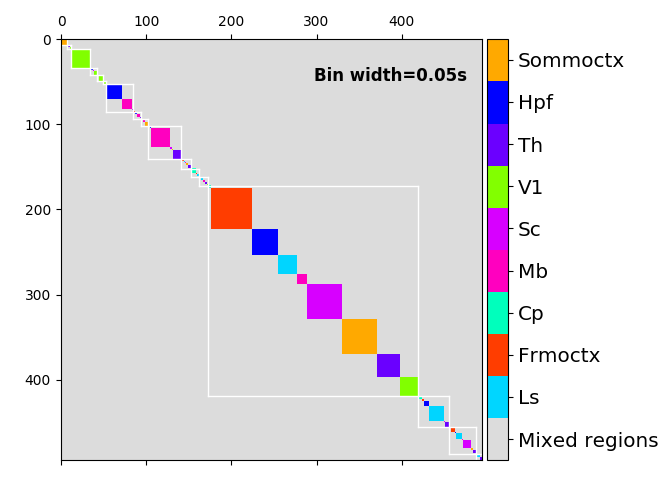 0 100 200 300 400
0
100
200
300
400
Bin width=0.05s
Sommoctx
Hpf
Th
V1
Sc
Mb
Cp
Frmoctx
Ls
Mixed regions